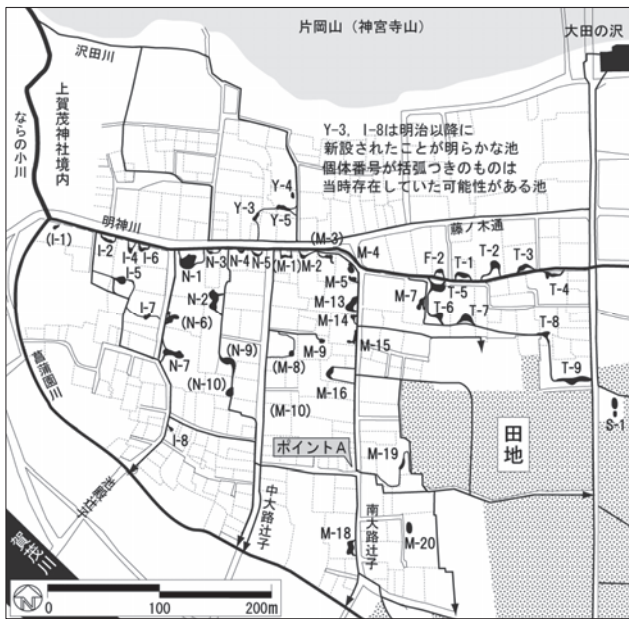 片岡山（神宮寺山）
大田の沢
沢田川
上賀茂神社境内
ならの小川
Y-3, I-8は明治以降に
新設されたことが明らかな池
個体番号が括弧つきのものは
当時存在していた可能性がある池
Y-4
Y-3
Y-5
明神川
藤ノ木通
(I-1)
I-2
I-4
I-6
I-5
I-7
N-1
N-3
N-4
N-5
(M-1)
M-2
(M-3)
M-4
M-5
F-2
T-1
T-2
T-3
T-4
T-5
N-2
(N-6)
M-13
M-14
M-7
T-6
T-7
T-8
N-7
(N-9)
(N-10)
M-9
(M-8)
M-15
M-16
(M-10)
T-9
S-1
菖蒲園川
I-8
ポイントA
M-19
田地
中大路辻子
南大路辻子
M-18
M-20
賀茂川
N
0
100
200m